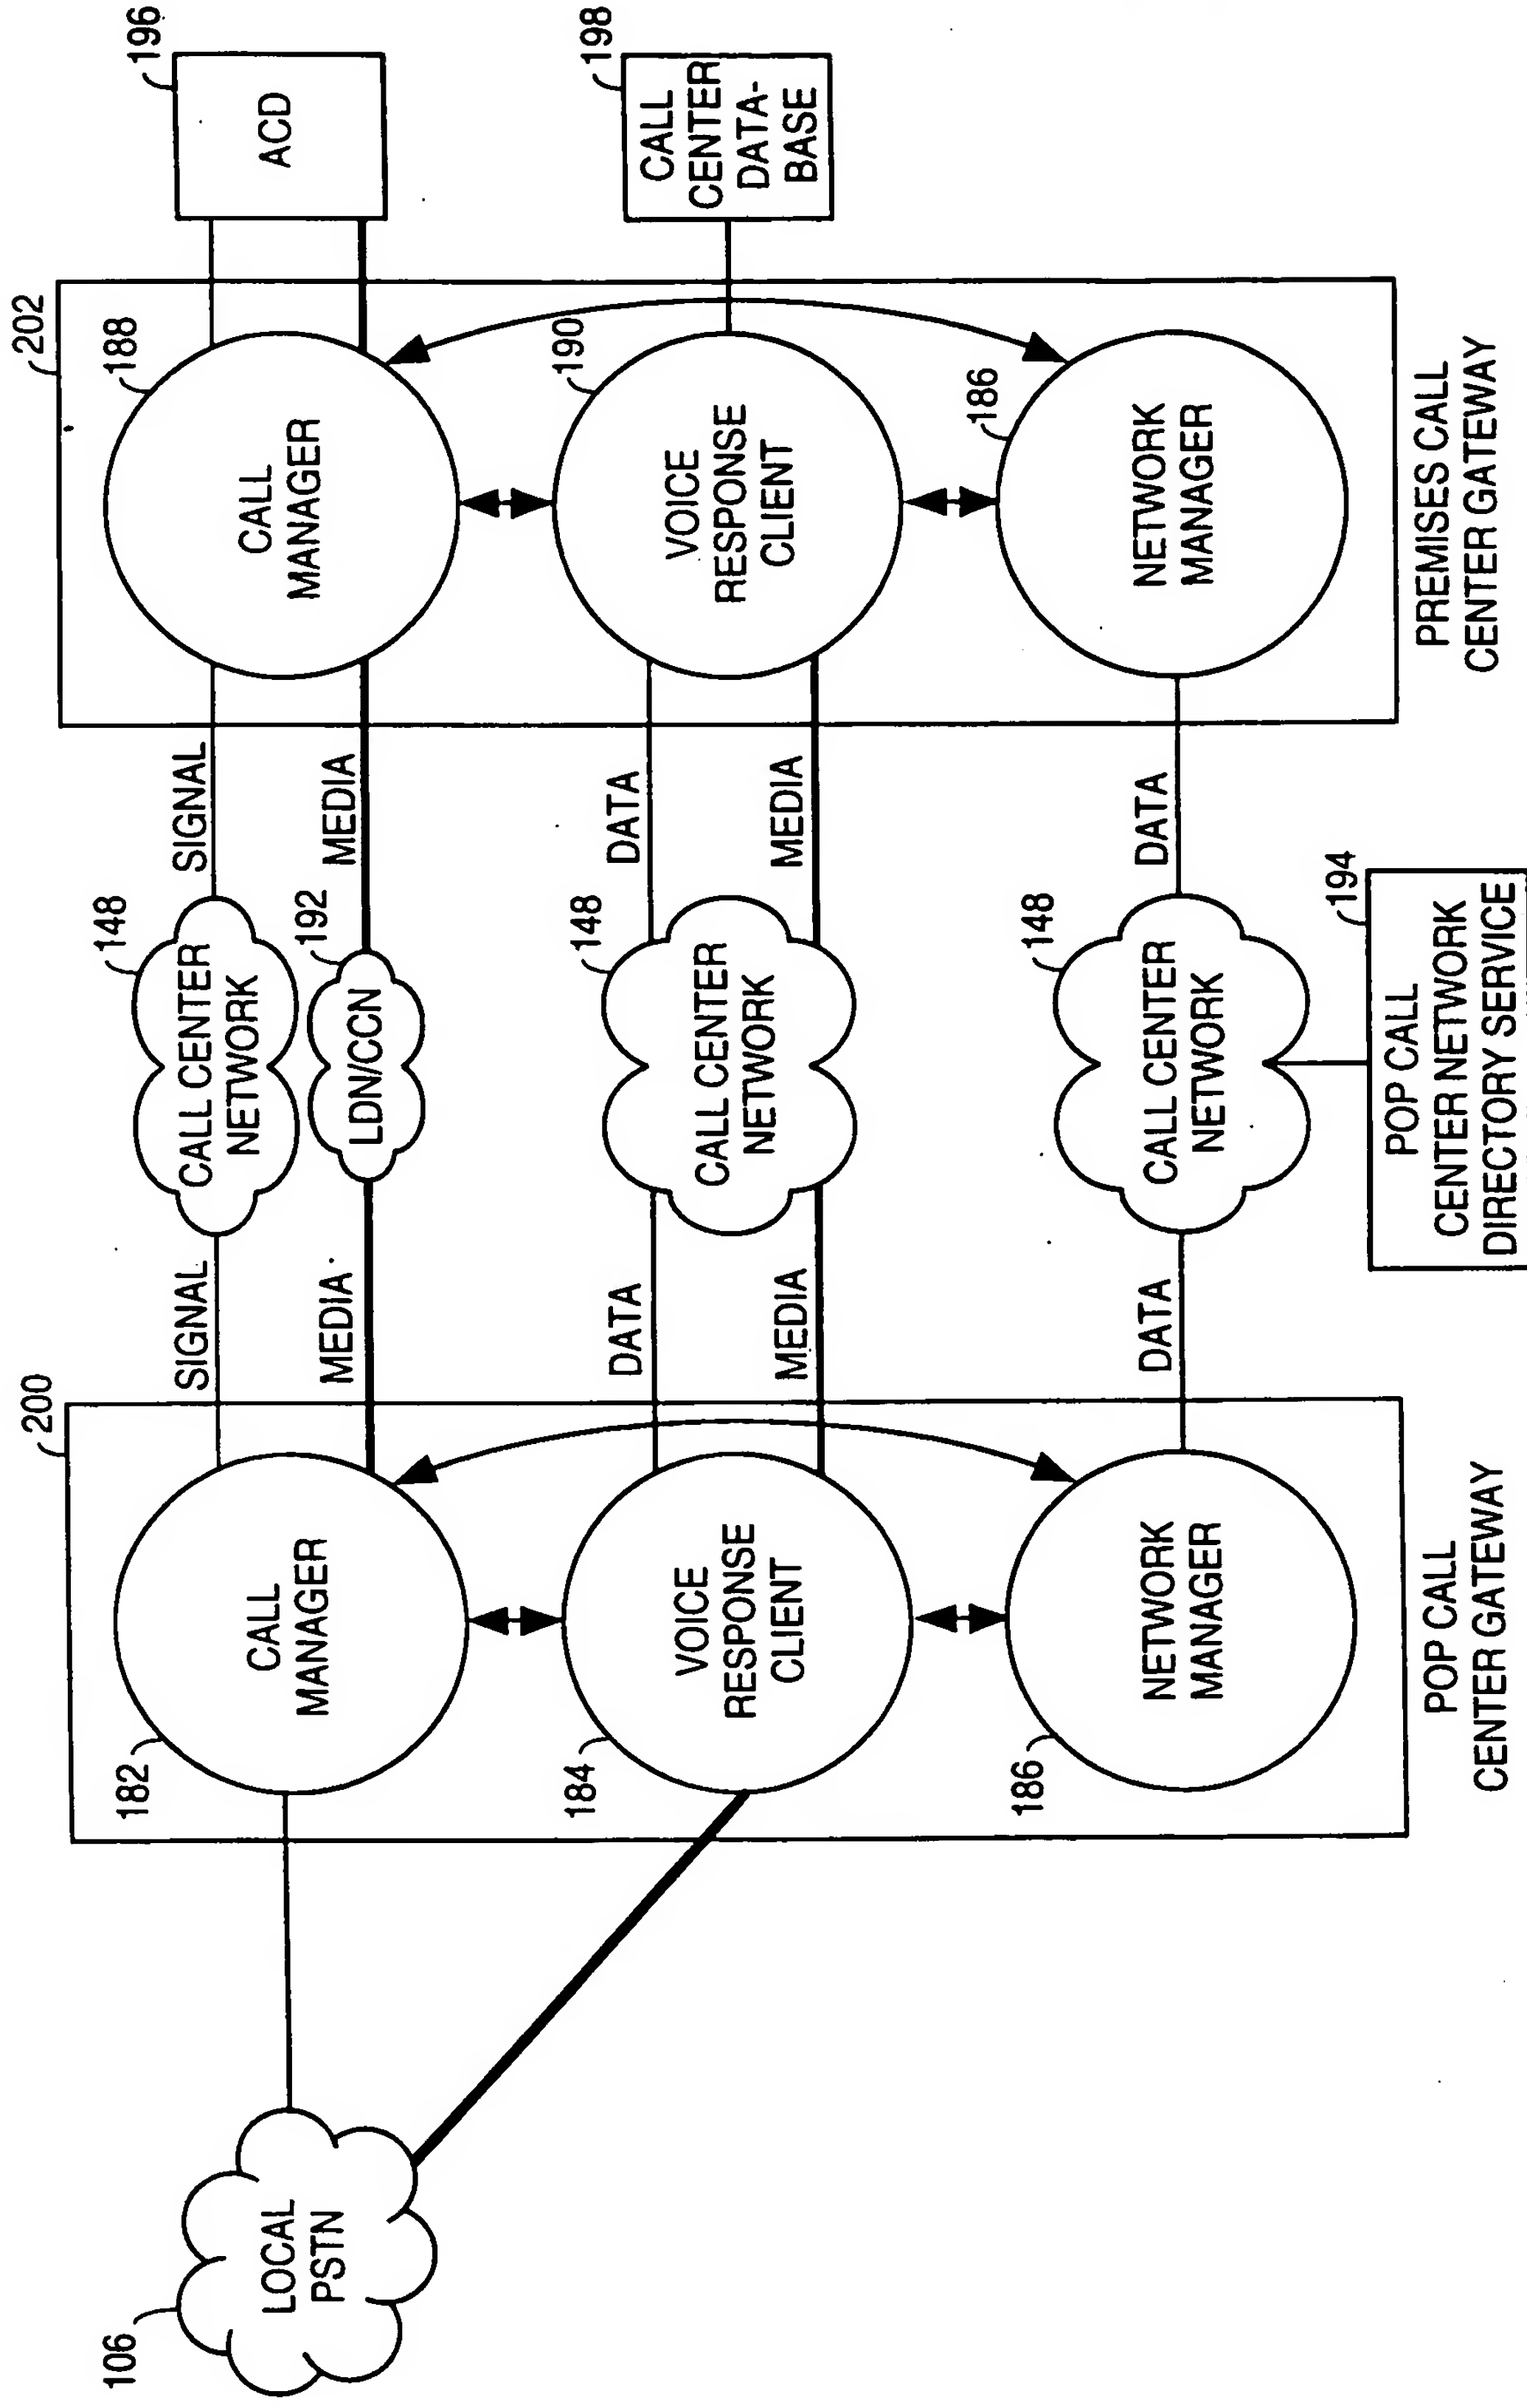 106
LOCAL
PSTN
200
182
CALL
MANAGER
184
VOICE
RESPONSE
CLIENT
186
NETWORK
MANAGER
POP CALL
CENTER GATEWAY
SIGNAL
MEDIA
DATA
MEDIA
DATA
148
CALL CENTER
NETWORK
192
LDN/CCN
148
CALL CENTER
NETWORK
148
CALL CENTER
NETWORK
194
POP CALL
CENTER NETWORK
DIRECTORY SERVICE
SIGNAL
MEDIA
DATA
MEDIA
DATA
202
188
CALL
MANAGER
190
VOICE
RESPONSE
CLIENT
186
NETWORK
MANAGER
PREMISES CALL
CENTER GATEWAY
196
ACD
198
CALL
CENTER
DATA-
BASE